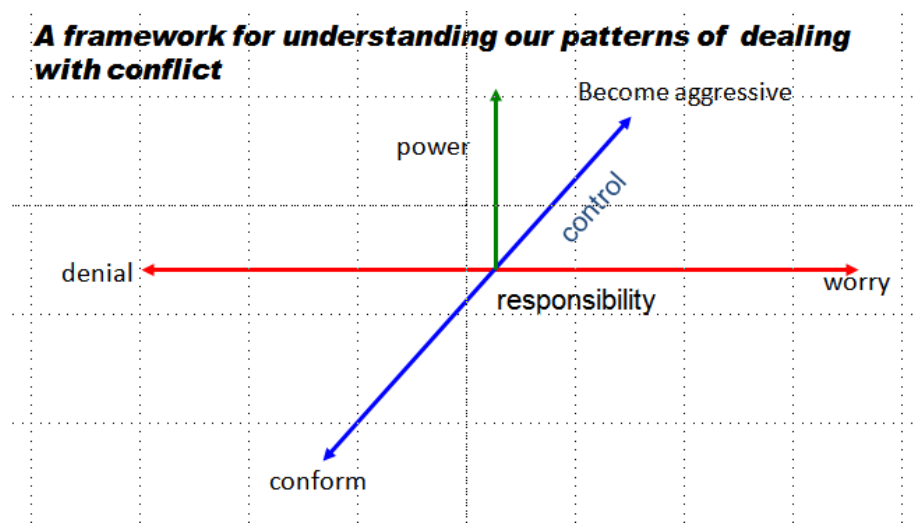 A framework for understanding our patterns of dealing
with conflict
Become aggressive
power
control
denial
worry
responsibility
conform